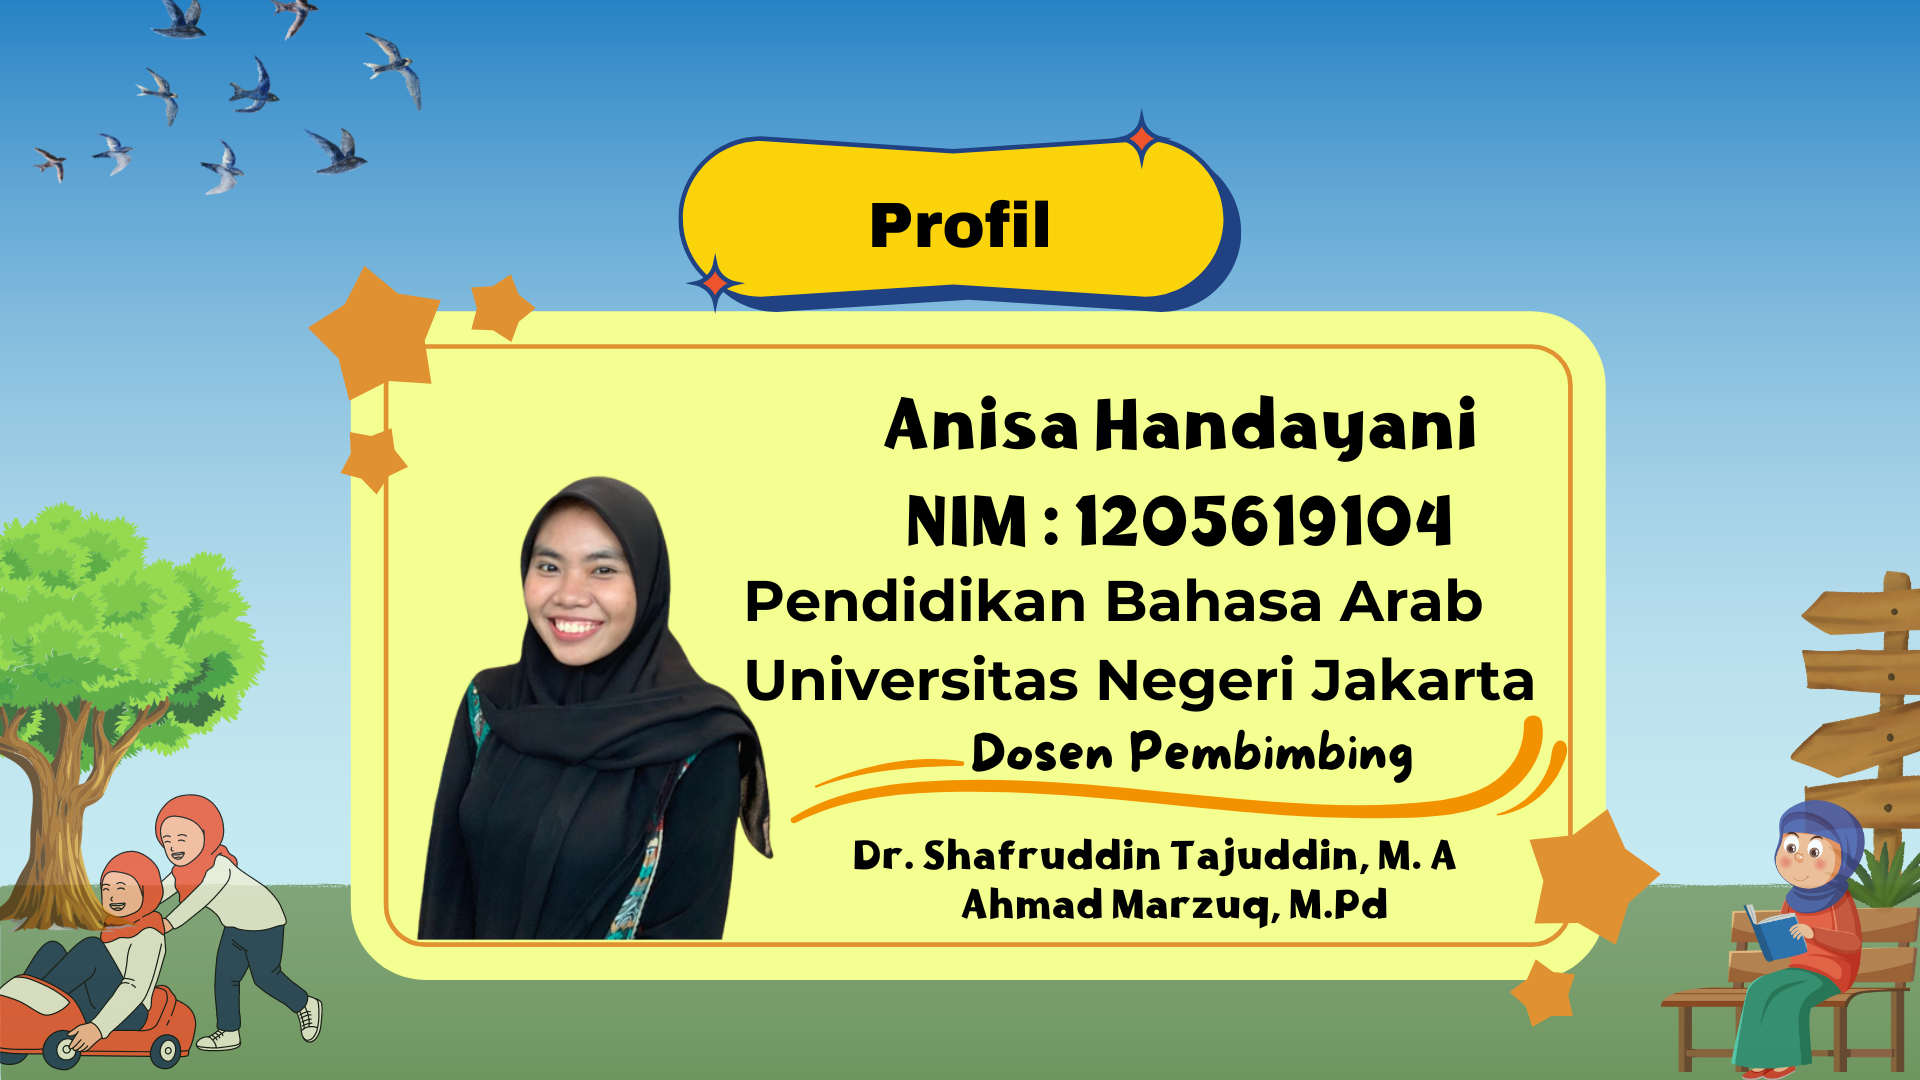 Profil
Anisa Handayani
NIM : 1205619104
Pendidikan Bahasa Arab
Universitas Negeri Jakarta
Dosen Pembimbing
Dr. Shafruddin Tajuddin, M. A
Ahmad Marzuq, M.Pd